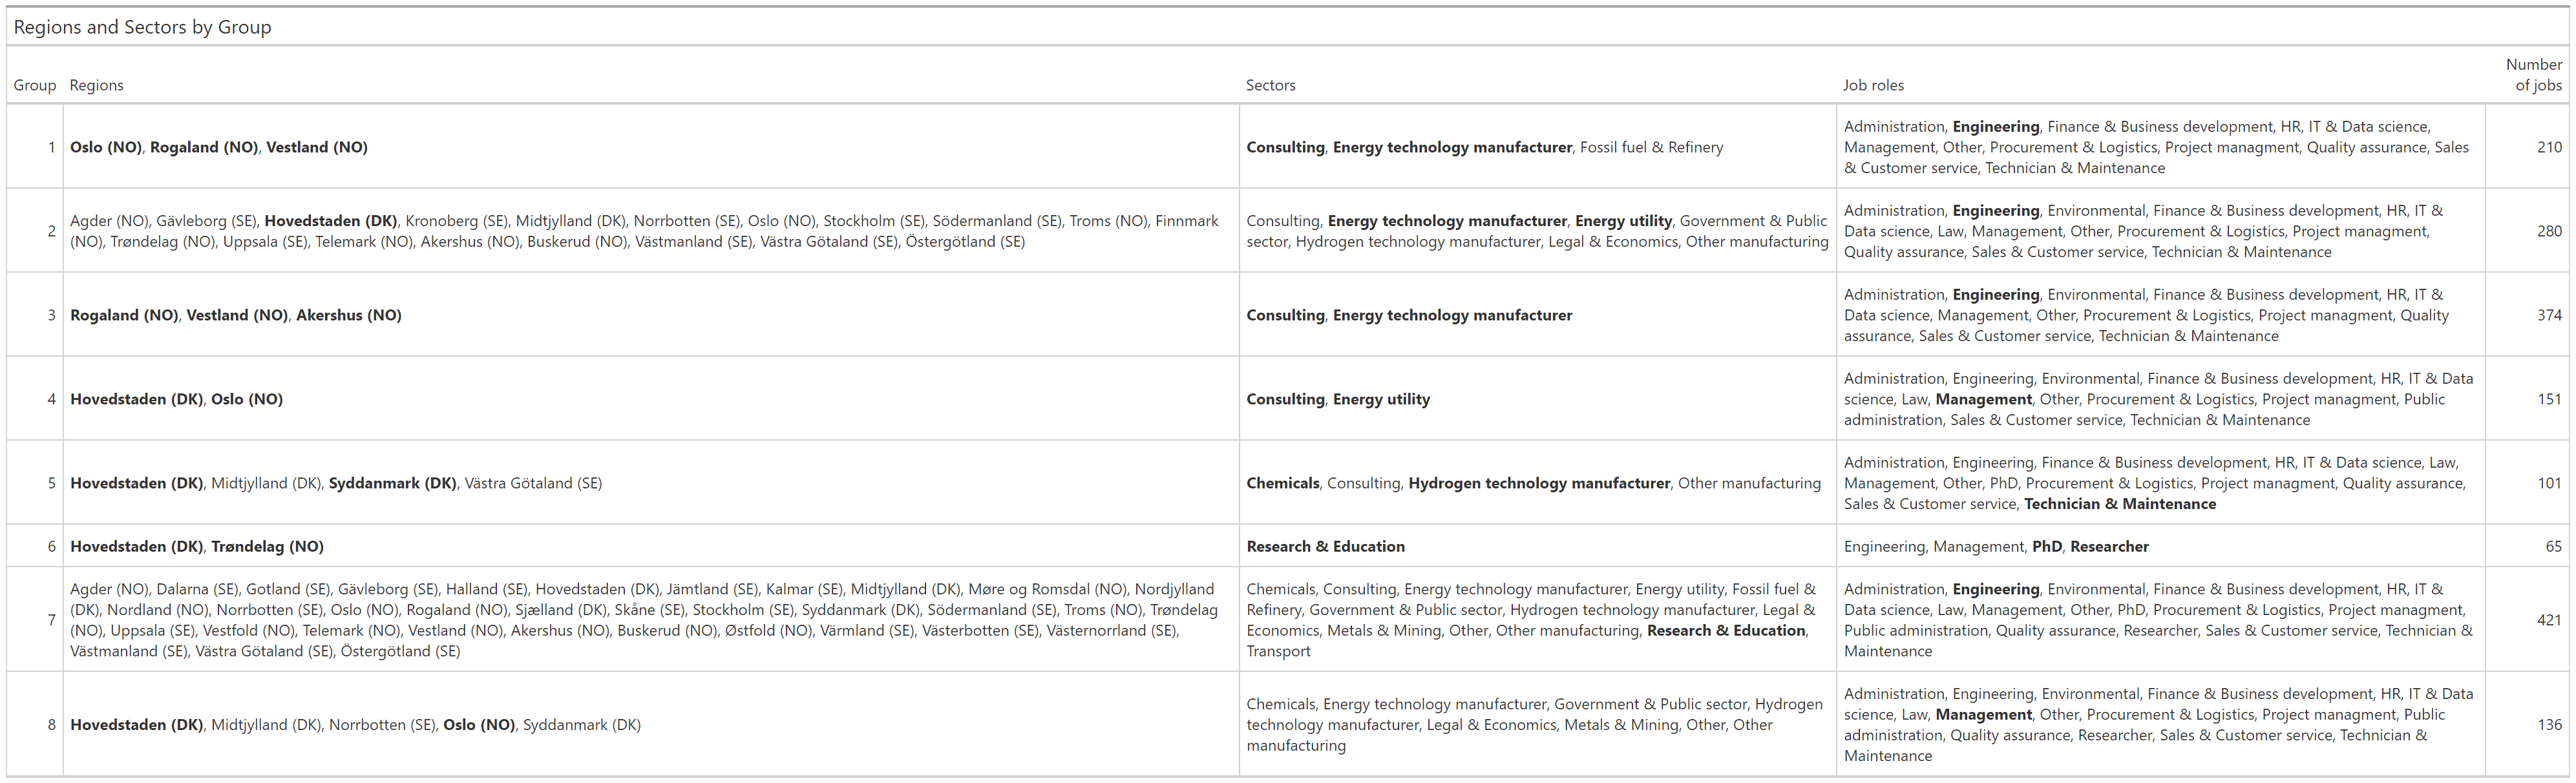 Regions and Sectors by Group
Number
Group Regions Sectors Job roles of jobs
1 Oslo (NO), Rogaland (NO), Vestland (NO)
Consulting, Energy technology manufacturer, Fossil fuel & Refinery
Administration, Engineering, Finance & Business development, HR, IT & Data science,
Management, Other, Procurement & Logistics, Project managment, Quality assurance, Sales
& Customer service, Technician & Maintenance
210
2
Agder (NO), Gävleborg (SE), Hovedstaden (DK), Kronoberg (SE), Midtjylland (DK), Norrbotten (SE), Oslo (NO), Stockholm (SE), Södermanland (SE), Troms (NO), Finnmark
(NO), Trøndelag (NO), Uppsala (SE), Telemark (NO), Akershus (NO), Buskerud (NO), Västmanland (SE), Västra Götaland (SE), Östergötland (SE)
Consulting, Energy technology manufacturer, Energy utility, Government & Public
sector, Hydrogen technology manufacturer, Legal & Economics, Other manufacturing
Administration, Engineering, Environmental, Finance & Business development, HR, IT &
Data science, Law, Management, Other, Procurement & Logistics, Project managment,
Quality assurance, Sales & Customer service, Technician & Maintenance
280
3 Rogaland (NO), Vestland (NO), Akershus (NO)
Consulting, Energy technology manufacturer
Administration, Engineering, Environmental, Finance & Business development, HR, IT &
Data science, Management, Other, Procurement & Logistics, Project managment, Quality
assurance, Sales & Customer service, Technician & Maintenance
374
4 Hovedstaden (DK), Oslo (NO)
Consulting, Energy utility
Administration, Engineering, Environmental, Finance & Business development, HR, IT & Data
science, Law, Management, Other, Procurement & Logistics, Project managment, Public
administration, Sales & Customer service, Technician & Maintenance
151
5 Hovedstaden (DK), Midtjylland (DK), Syddanmark (DK), Västra Götaland (SE)
Chemicals, Consulting, Hydrogen technology manufacturer, Other manufacturing
Administration, Engineering, Finance & Business development, HR, IT & Data science, Law,
Management, Other, PhD, Procurement & Logistics, Project managment, Quality assurance,
Sales & Customer service, Technician & Maintenance
101
6 Hovedstaden (DK), Trøndelag (NO)
Research & Education
Engineering, Management, PhD, Researcher
65
7
Agder (NO), Dalarna (SE), Gotland (SE), Gävleborg (SE), Halland (SE), Hovedstaden (DK), Jämtland (SE), Kalmar (SE), Midtjylland (DK), Møre og Romsdal (NO), Nordjylland
(DK), Nordland (NO), Norrbotten (SE), Oslo (NO), Rogaland (NO), Sjælland (DK), Skåne (SE), Stockholm (SE), Syddanmark (DK), Södermanland (SE), Troms (NO), Trøndelag
(NO), Uppsala (SE), Vestfold (NO), Telemark (NO), Vestland (NO), Akershus (NO), Buskerud (NO), Østfold (NO), Värmland (SE), Västerbotten (SE), Västernorrland (SE),
Västmanland (SE), Västra Götaland (SE), Östergötland (SE)
Chemicals, Consulting, Energy technology manufacturer, Energy utility, Fossil fuel &
Refinery, Government & Public sector, Hydrogen technology manufacturer, Legal &
Economics, Metals & Mining, Other, Other manufacturing, Research & Education,
Transport
Administration, Engineering, Environmental, Finance & Business development, HR, IT &
Data science, Law, Management, Other, PhD, Procurement & Logistics, Project managment,
Public administration, Quality assurance, Researcher, Sales & Customer service, Technician &
Maintenance
421
8 Hovedstaden (DK), Midtjylland (DK), Norrbotten (SE), Oslo (NO), Syddanmark (DK)
Chemicals, Energy technology manufacturer, Government & Public sector, Hydrogen
technology manufacturer, Legal & Economics, Metals & Mining, Other, Other
manufacturing
Administration, Engineering, Environmental, Finance & Business development, HR, IT & Data
science, Law, Management, Other, Procurement & Logistics, Project managment, Public
administration, Quality assurance, Researcher, Sales & Customer service, Technician &
Maintenance
136